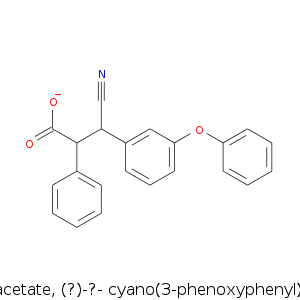 N
O
O⁻
O
acetate, (?)-?- cyano(3-phenoxyphenyl)